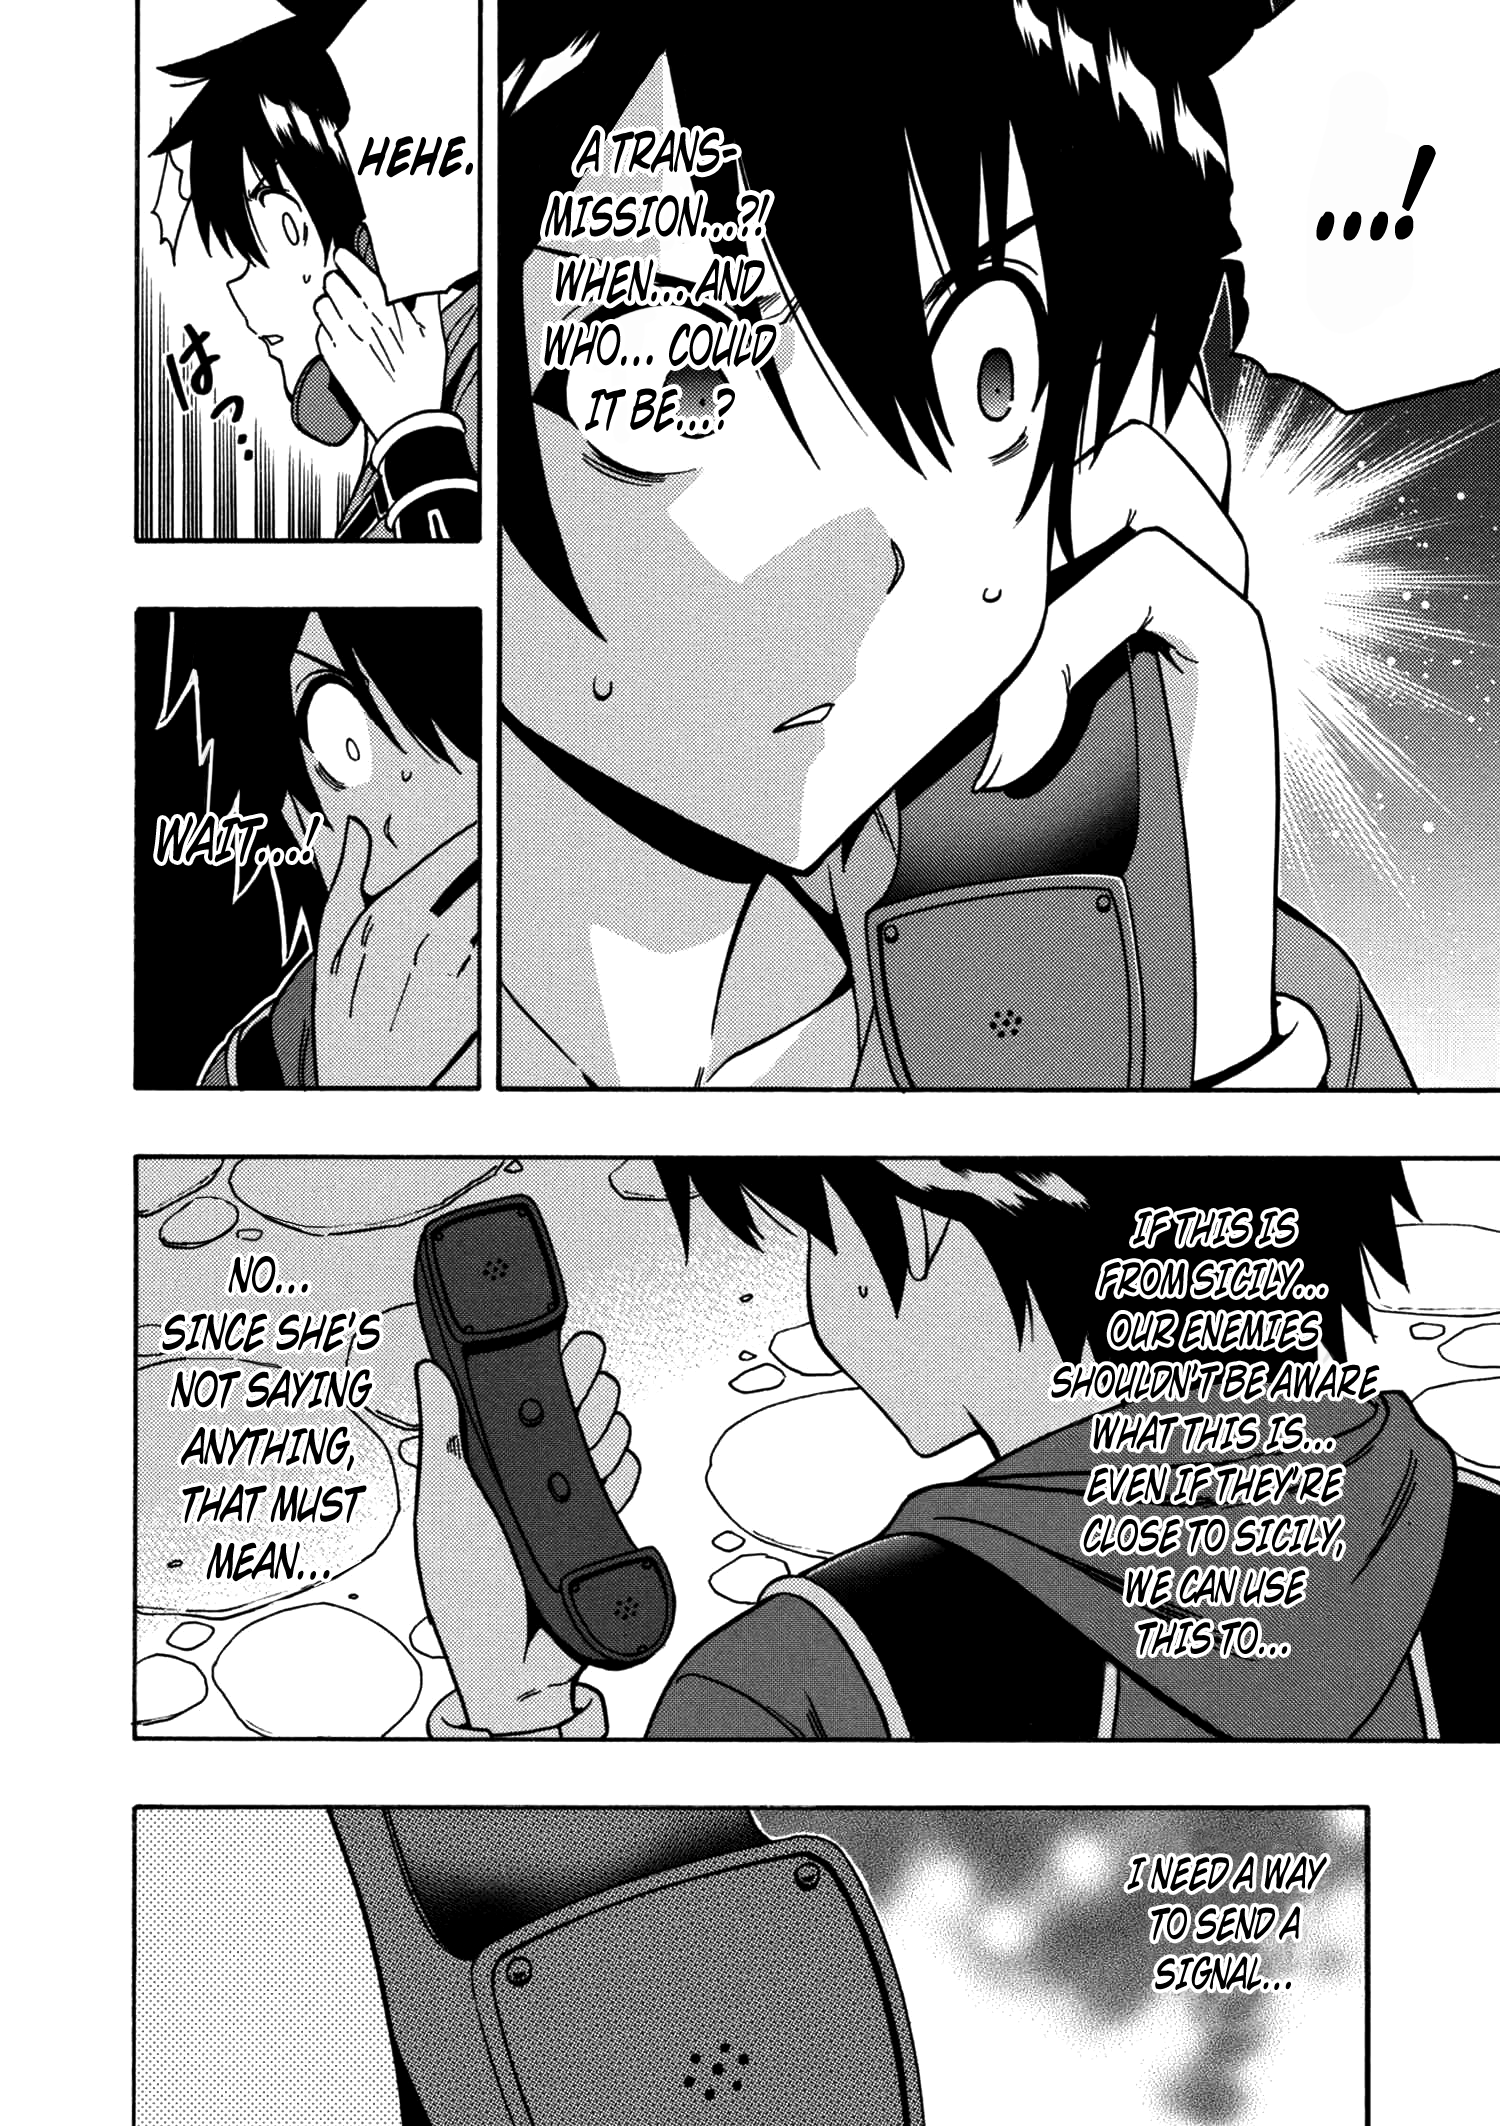 ....!
A TRANS-
MISSION...?!
WHEN... AND
WHO... COULD
IT BE...?
HEHE.
はっ…
WAIT...!
IF THIS IS
FROM SICILY...
OUR ENEMIES
SHOULDN'T BE AWARE
WHAT THIS IS...
EVEN IF THEY'RE
CLOSE TO SICILY,
WE CAN USE
THIS TO...
NO...
SINCE SHE'S
NOT SAYING
ANYTHING,
THAT MUST
MEAN...
I NEED A WAY
TO SEND A
SIGNAL...